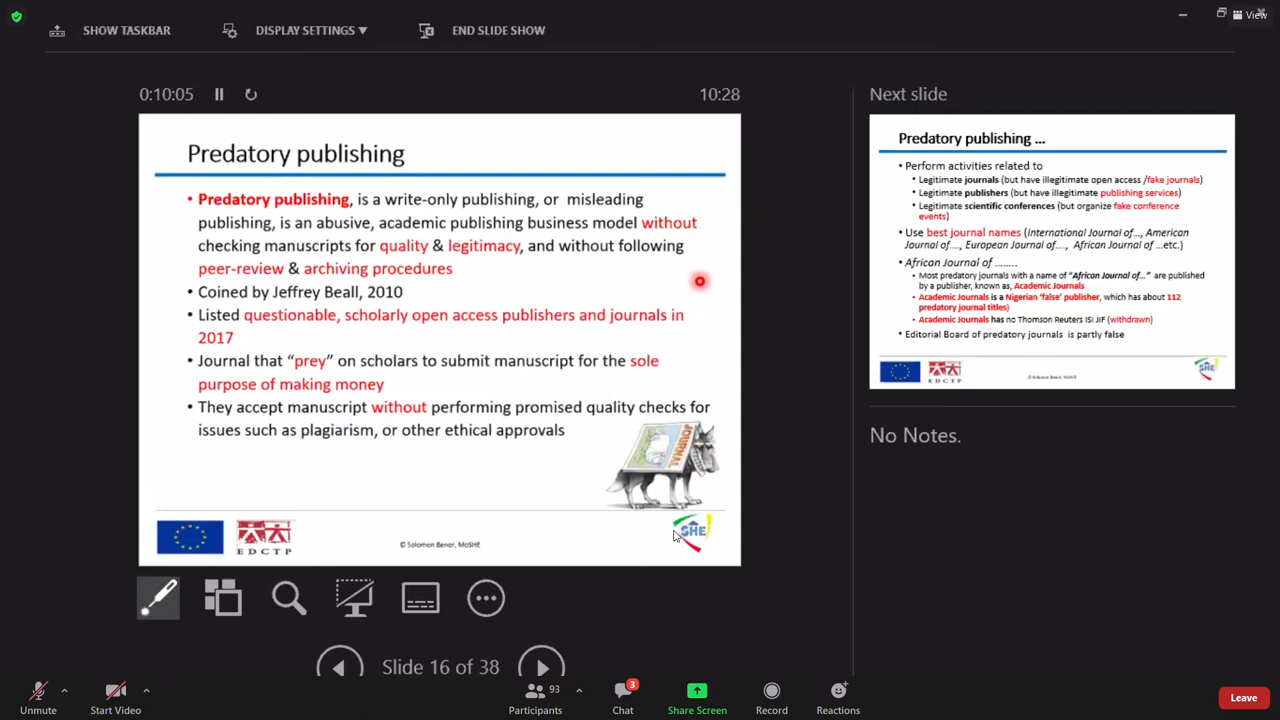 SHOW TASKBAR
DISPLAY SETTINGS ▼
END SLIDE SHOW
View
0:10:05
10:28
Predatory publishing
• Predatory publishing, is a write-only publishing, or misleading
publishing, is an abusive, academic publishing business model without
checking manuscripts for quality & legitimacy, and without following
peer-review & archiving procedures
• Coined by Jeffrey Beall, 2010
• Listed questionable, scholarly open access publishers and journals in
2017
• Journal that “prey” on scholars to submit manuscript for the sole
purpose of making money
• They accept manuscript without performing promised quality checks for
issues such as plagiarism, or other ethical approvals
JOURNAL
EDCTP
© Solomon Benor, MoSHE
SHE
Next slide
Predatory publishing ...
• Perform activities related to
• Legitimate journals (but have illegitimate open access /fake journals)
• Legitimate publishers (but have illegitimate publishing services)
• Legitimate scientific conferences (but organize fake conference
events)
• Use best journal names (International Journal of…, American
Journal of…., European Journal of…., African Journal of …etc.)
• African Journal of ……..
• Most predatory journals with a name of “African Journal of…” are published
by a publisher, known as, Academic Journals
• Academic Journals is a Nigerian ‘false’ publisher, which has about 112
predatory journal titles)
• Academic Journals has no Thomson Reuters ISI JIF (withdrawn)
• Editorial Board of predatory journals is partly false
EDCTP
© Solomon Benor, MoSHE
SHE
No Notes.
Slide 16 of 38
Unmute
Start Video
93
Participants
3
Chat
Share Screen
Record
Reactions
Leave